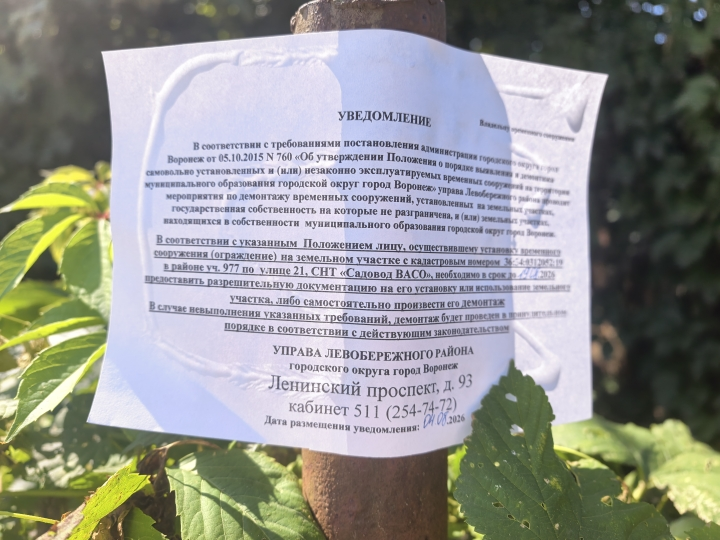 УВЕДОМЛЕНИЕ
Владельцу временного сооружения
В соответствии с требованиями постановления администрации городского округа город
Воронеж от 05.10.2015 N 760 «Об утверждении Положения о порядке выявления и демонтажа
самовольно установленных и (или) незаконно эксплуатируемых временных сооружений на территории
муниципального образования городской округ город Воронеж» управа Левобережного района проводит
мероприятия по демонтажу временных сооружений, установленных на земельных участках,
государственная собственность на которые не разграничена, и (или) земельных участках,
находящихся в собственности муниципального образования городской округ город Воронеж.
В соответствии с указанным Положением лицу, осуществившему установку временного
сооружения (ограждение) на земельном участке с кадастровым номером
в районе уч. 977 по улице 21, СНТ «Садовод ВАСО», необходимо в срок до 2026
предоставить разрешительную документацию на его установку или использование земельного
участка, либо самостоятельно произвести его демонтаж
В случае невыполнения указанных требований, демонтаж будет проведен в принудительном
порядке в соответствии с действующим законодательством
УПРАВА ЛЕВОБЕРЕЖНОГО РАЙОНА
городского округа город Воронеж
Ленинский проспект, д. 93
кабинет 511 (254-74-72)
Дата размещения уведомления: 04.08.2026